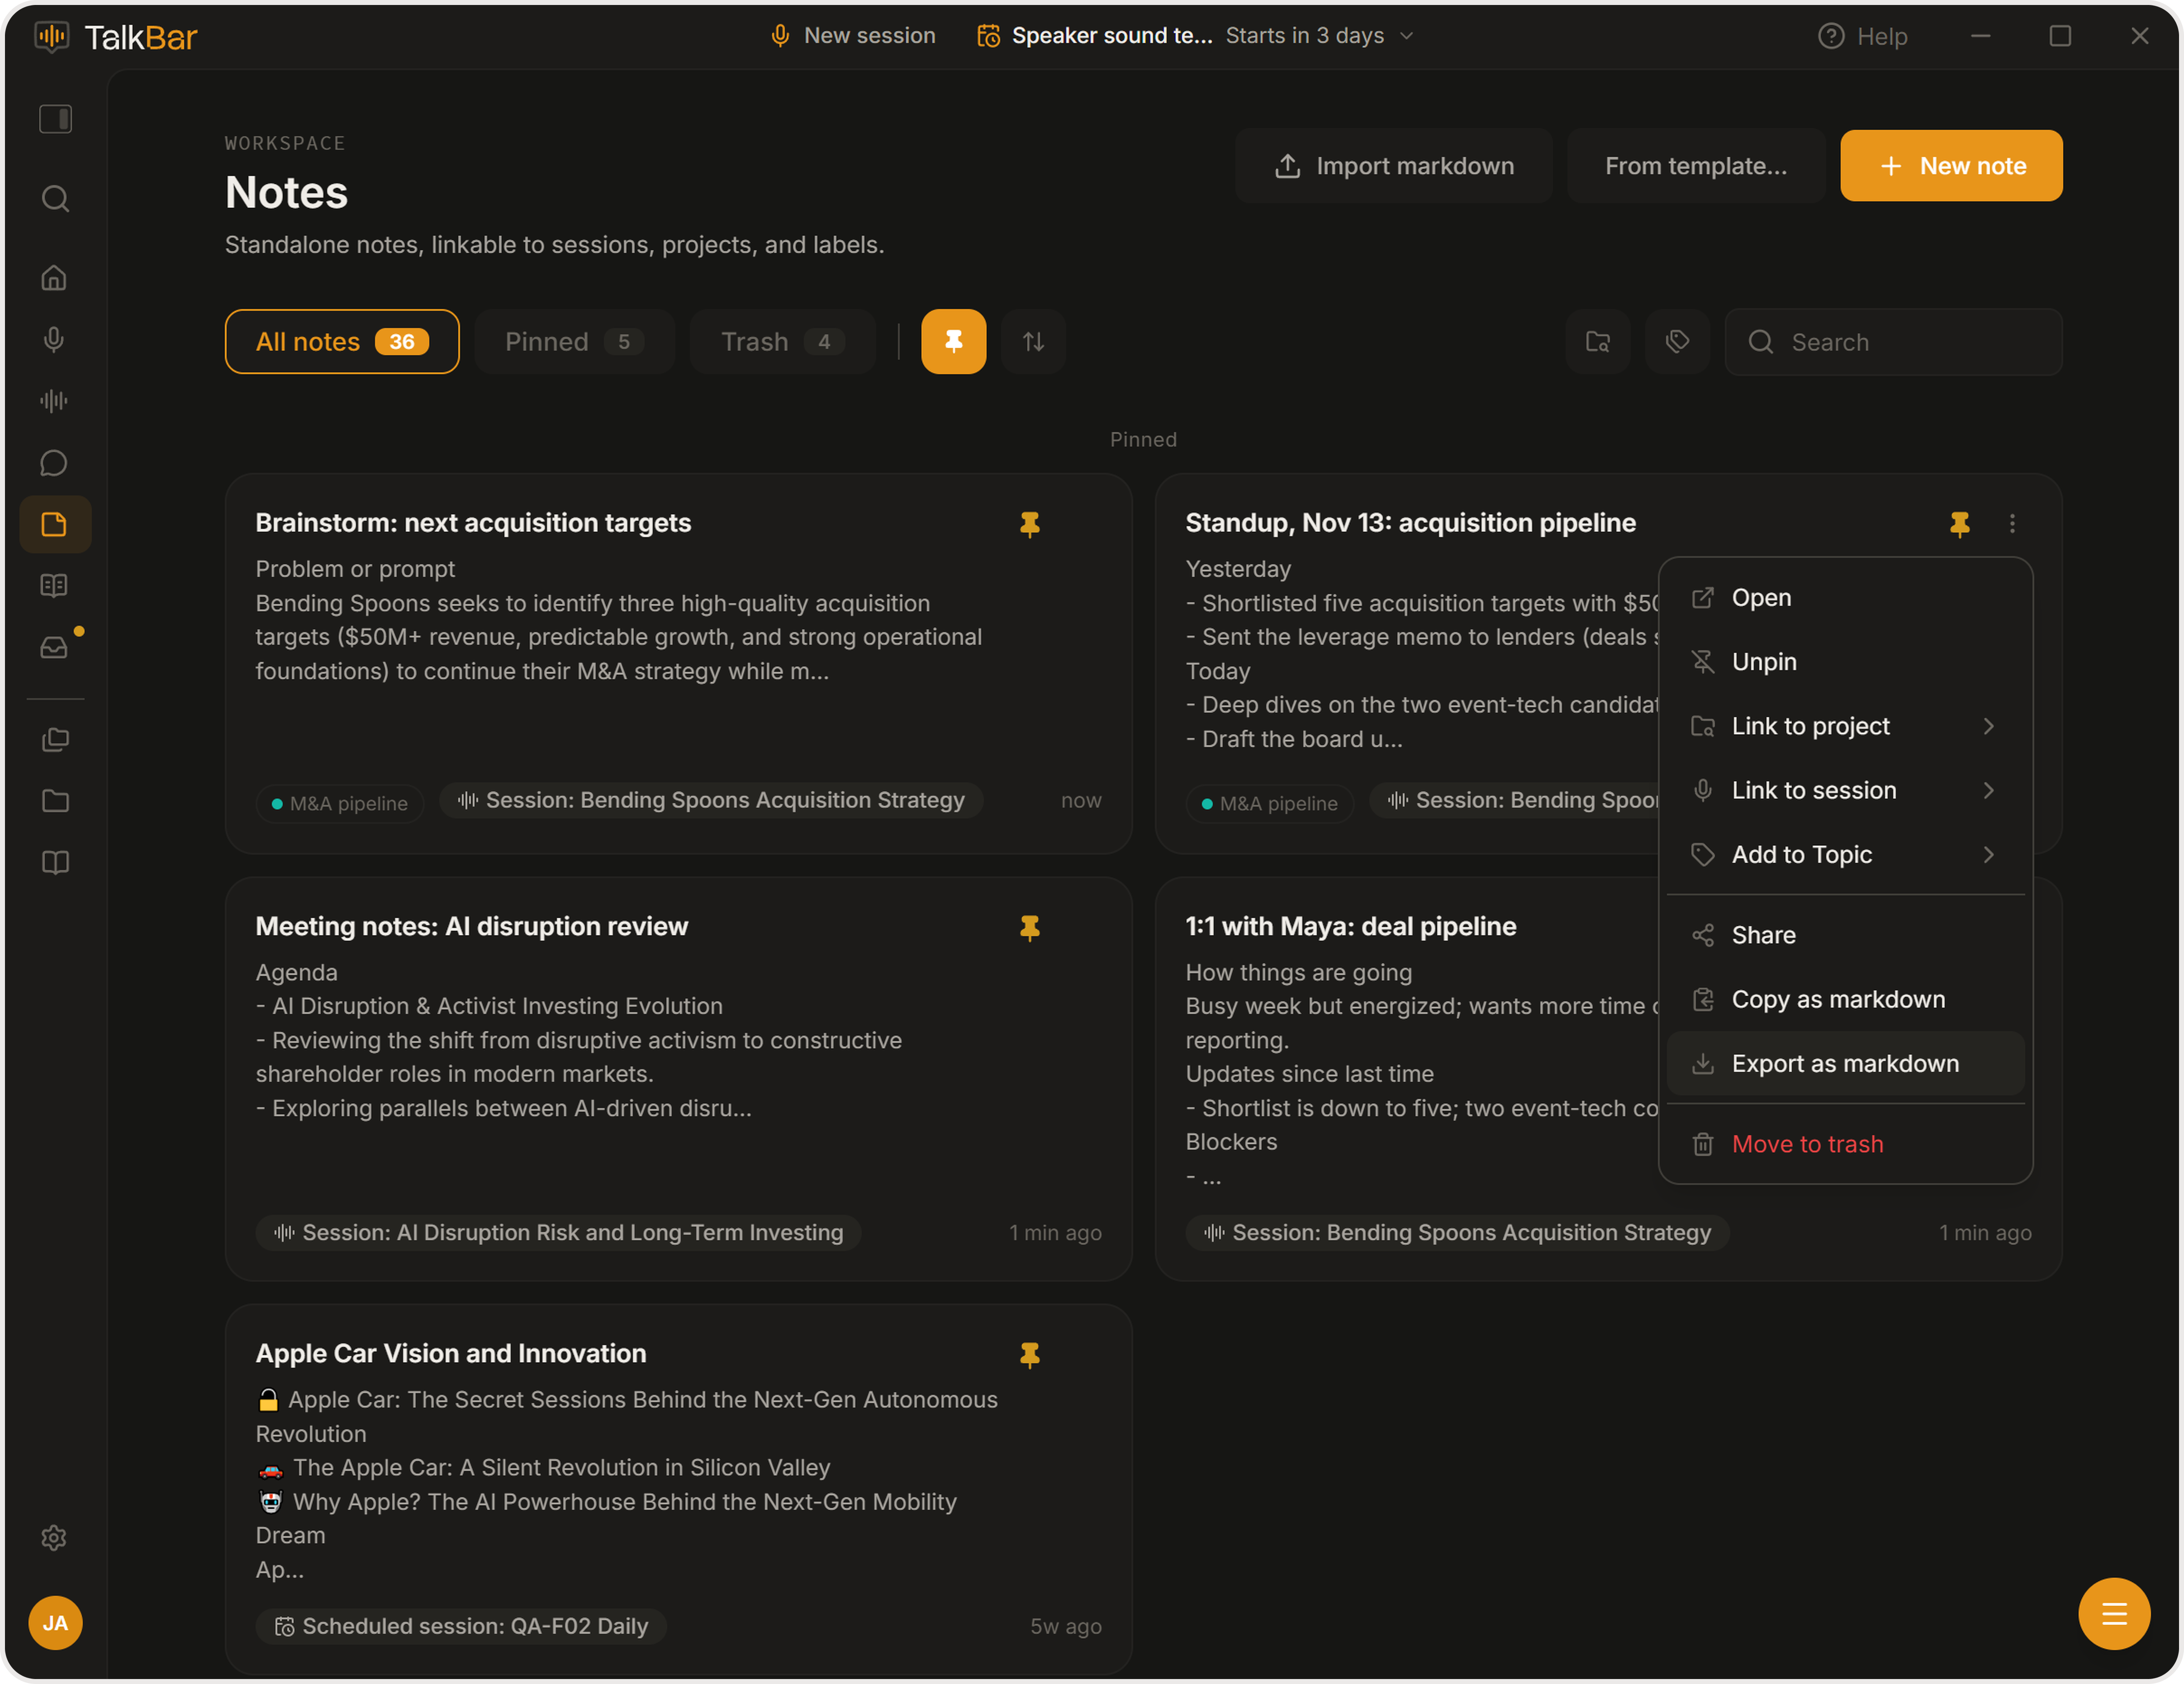 TalkBar
New session
Speaker sound te... Starts in 3 days
Help
WORKSPACE
Notes
Standalone notes, linkable to sessions, projects, and labels.
Import markdown
From template...
New note
All notes 36
Pinned 5
Trash 4
Search
Pinned
Brainstorm: next acquisition targets
Problem or prompt
Bending Spoons seeks to identify three high-quality acquisition
targets ($50M+ revenue, predictable growth, and strong operational
foundations) to continue their M&A strategy while m...
M&A pipeline
Session: Bending Spoons Acquisition Strategy
now
Standup, Nov 13: acquisition pipeline
Yesterday
- Shortlisted five acquisition targets with $50
- Sent the leverage memo to lenders (deals
Today
- Deep dives on the two event-tech candidat
- Draft the board u...
M&A pipeline
Session: Bending Spoo
Open
Unpin
Link to project
Link to session
Add to Topic
Share
Copy as markdown
Export as markdown
Move to trash
Meeting notes: AI disruption review
Agenda
- AI Disruption & Activist Investing Evolution
- Reviewing the shift from disruptive activism to constructive
shareholder roles in modern markets.
- Exploring parallels between AI-driven disru...
Session: AI Disruption Risk and Long-Term Investing
1 min ago
1:1 with Maya: deal pipeline
How things are going
Busy week but energized; wants more time
reporting.
Updates since last time
- Shortlist is down to five; two event-tech co
Blockers
- ...
Session: Bending Spoons Acquisition Strategy
1 min ago
Apple Car Vision and Innovation
🔒 Apple Car: The Secret Sessions Behind the Next-Gen Autonomous
Revolution
🚗 The Apple Car: A Silent Revolution in Silicon Valley
🤖 Why Apple? The AI Powerhouse Behind the Next-Gen Mobility
Dream
Ap...
Scheduled session: QA-F02 Daily
5w ago
JA